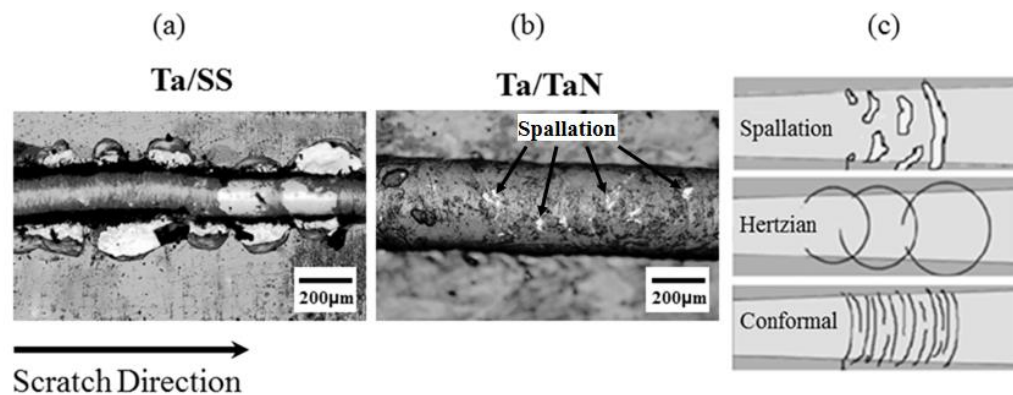 (a)
Ta/SS
200µm
Scratch Direction
(b)
Ta/TaN
Spallation
200µm
(c)
Spallation
Hertzian
Conformal